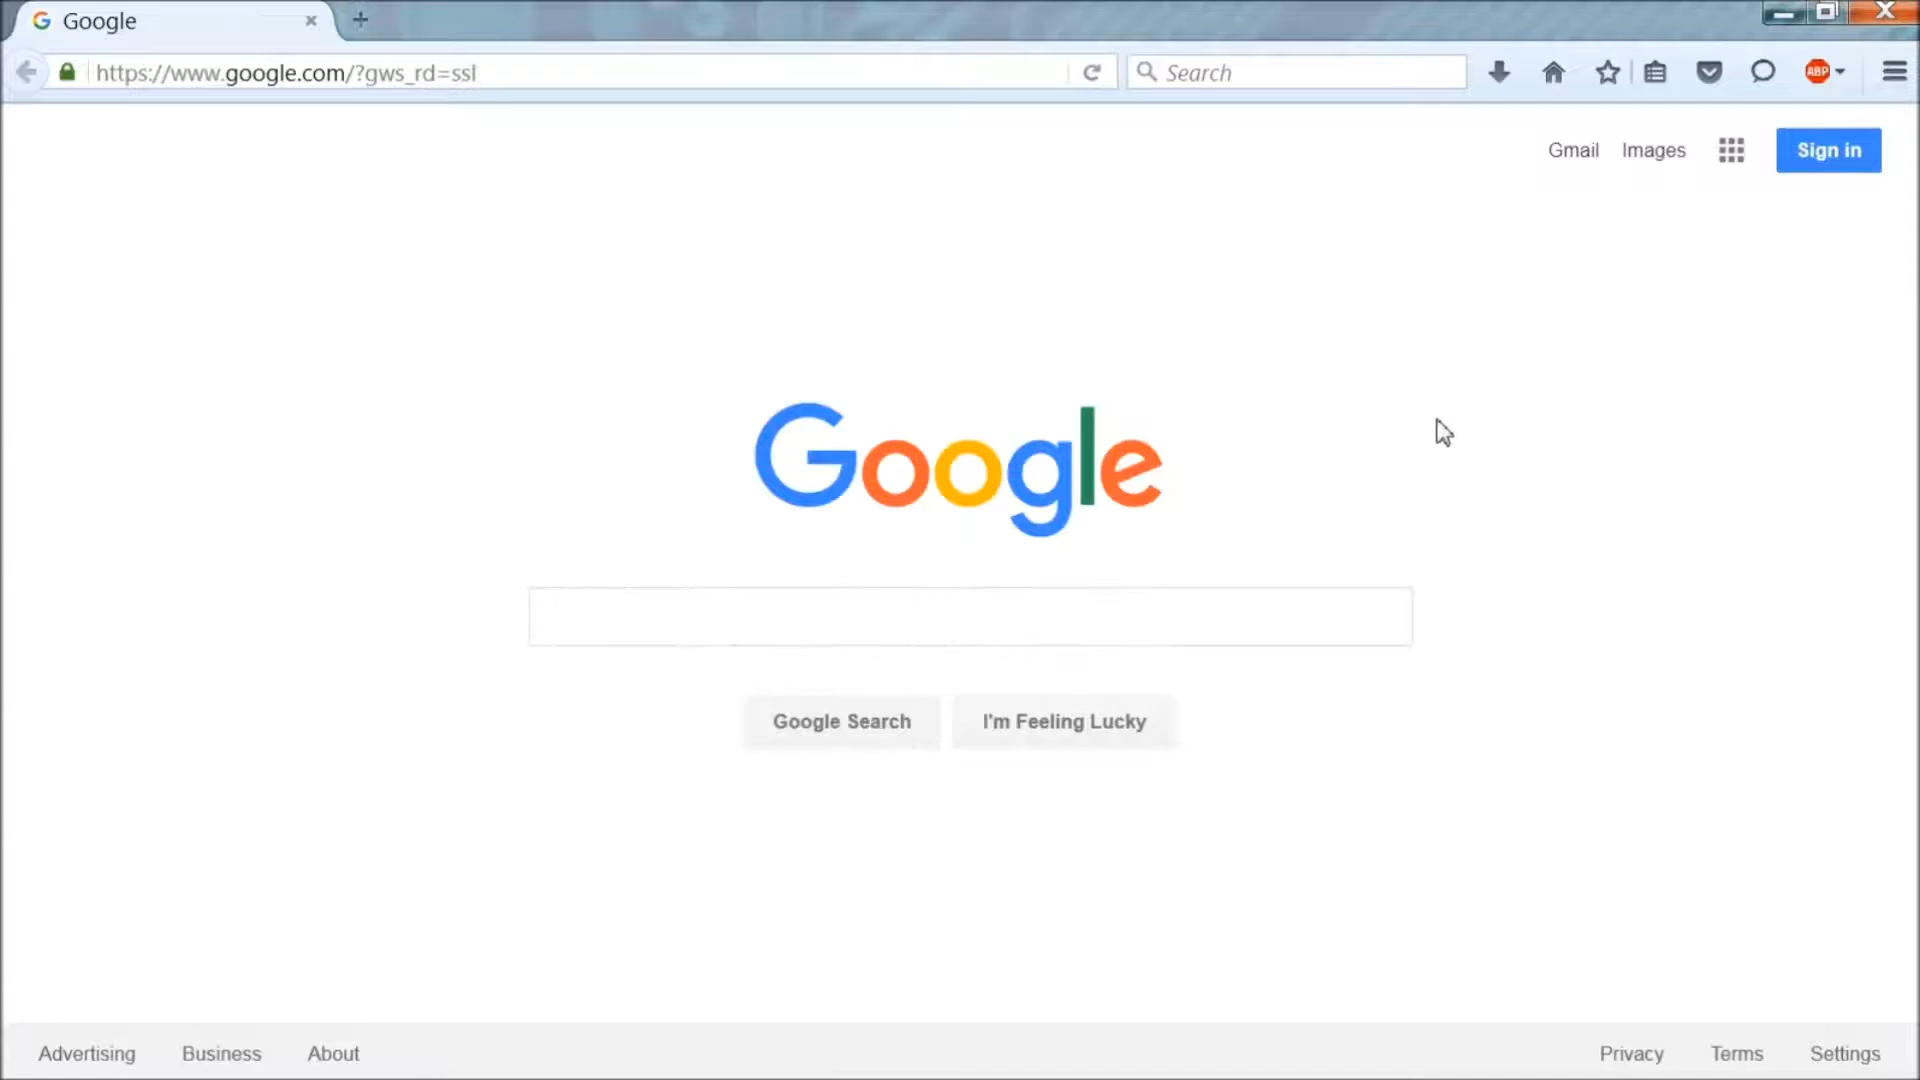 Google
https://www.google.com/?gws_rd=ssl
Search
ABP
Gmail Images Sign in
Google
Google Search I'm Feeling Lucky
Advertising Business About Privacy Terms Settings